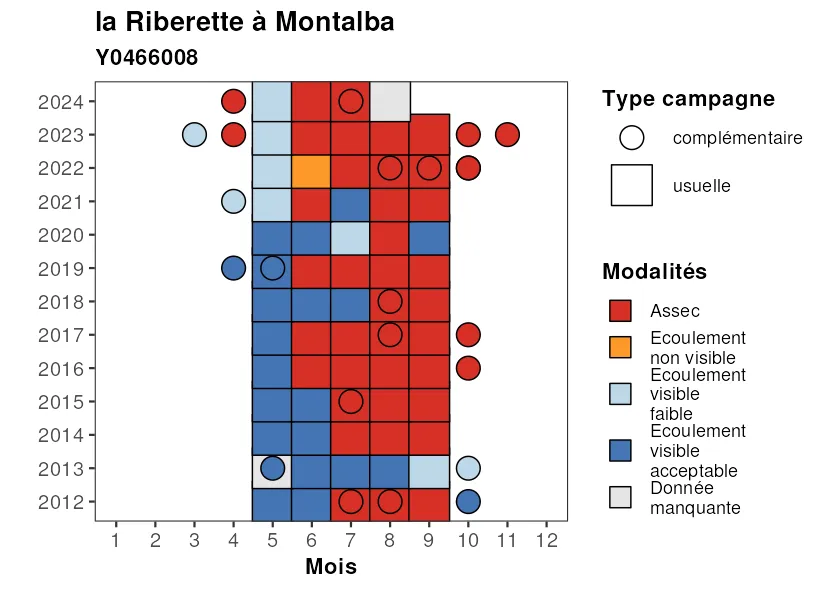 la Riberette à Montalba
Y0466008
2024
2023
2022
2021
2020
2019
2018
2017
2016
2015
2014
2013
2012
1 2 3 4 5 6 7 8 9 10 11 12
Mois
Type campagne
complémentaire
usuelle
Modalités
Assec
Ecoulement
non visible
Ecoulement
visible
faible
Ecoulement
visible
acceptable
Donnée
manquante